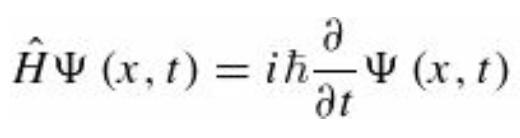 ĤΨ (x, t) = iℏ ∂/∂t Ψ (x, t)